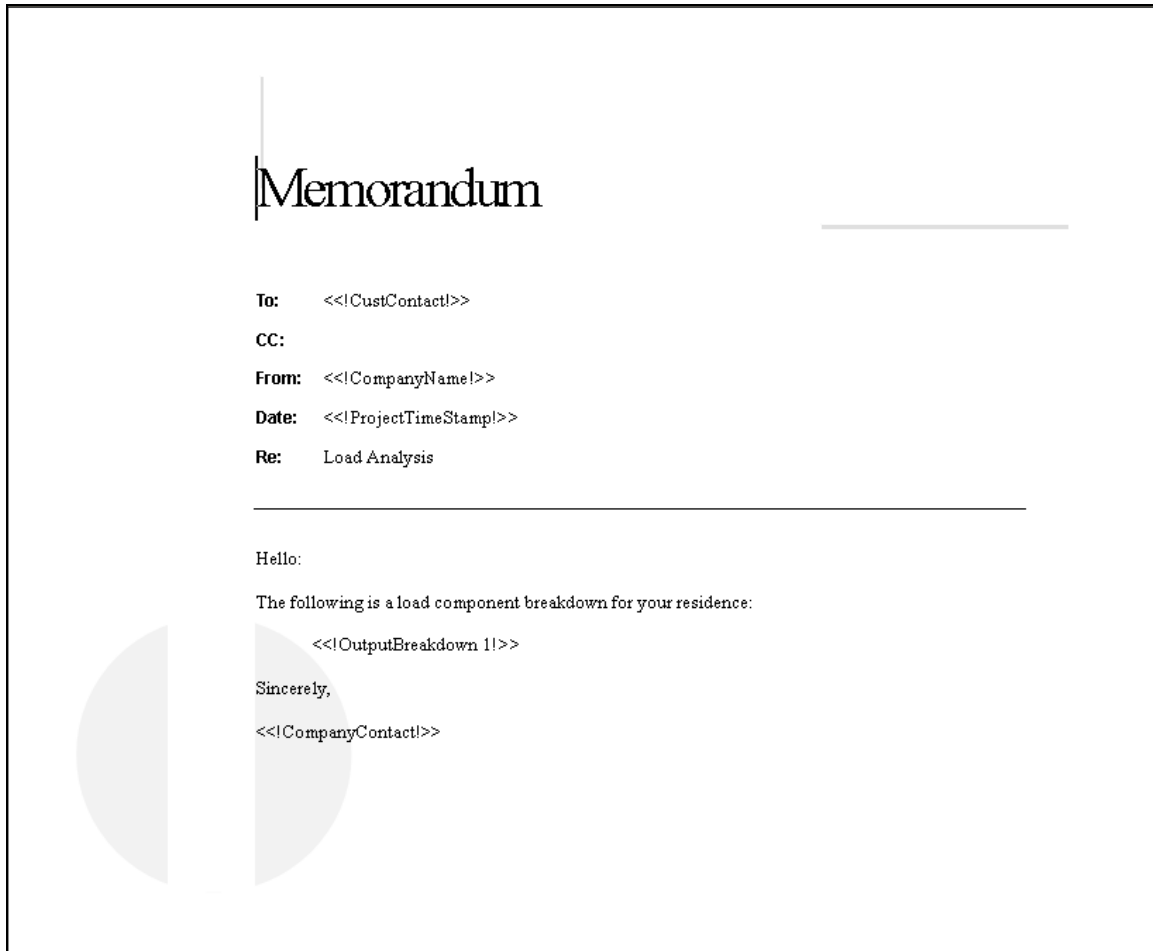 Memorandum
To: <<!CustContact!>>
CC:
From: <<!CompanyName!>>
Date: <<!ProjectTimeStamp!>>
Re: Load Analysis
Hello:
The following is a load component breakdown for your residence:
<<!OutputBreakdown 1!>>
Sincerely,
<<!CompanyContact!>>